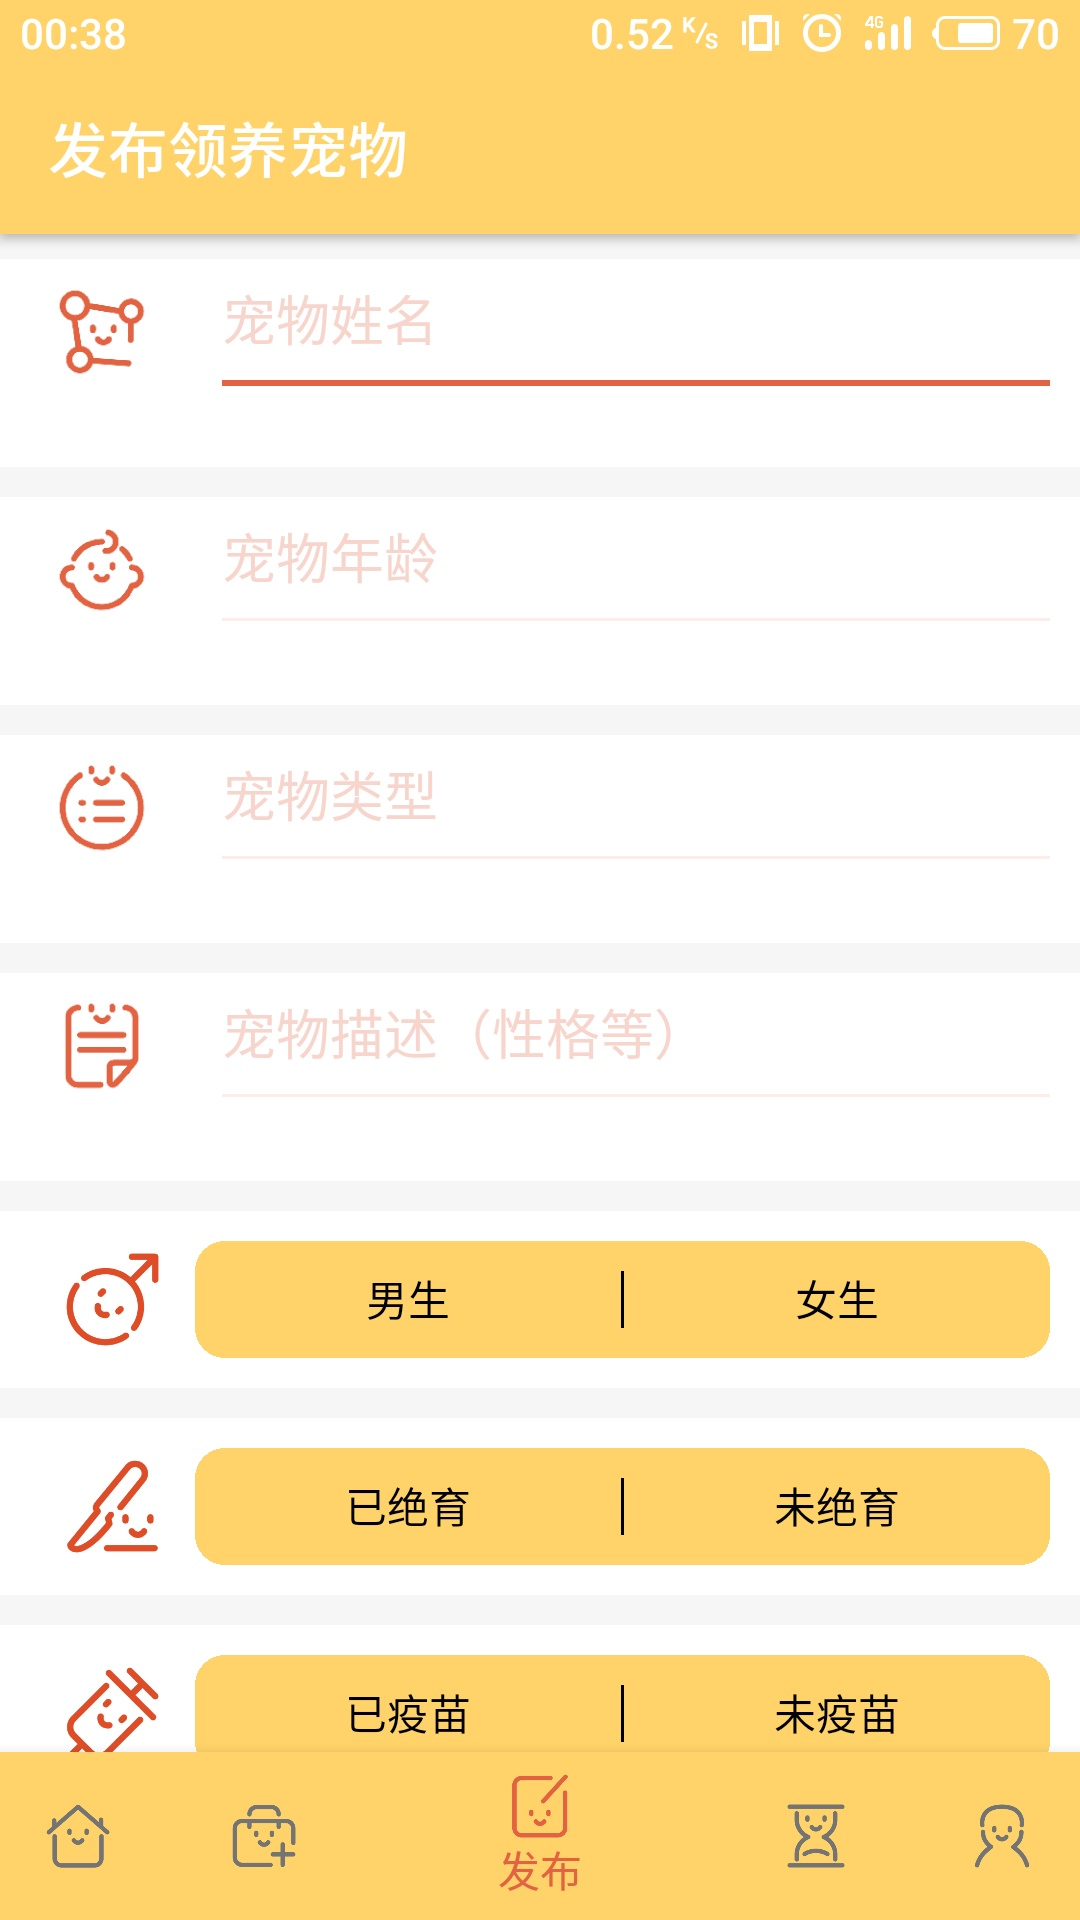 00:38 0.52 K/s 4G 70
发布领养宠物
宠物姓名
宠物年龄
宠物类型
宠物描述（性格等）
男生 女生
已绝育 未绝育
已疫苗 未疫苗
发布